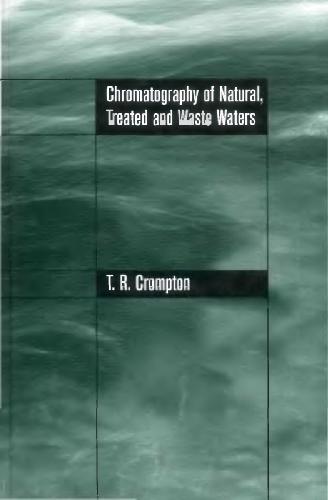 Chromatography of Natural,
Treated and Waste Waters
T. R. Crompton